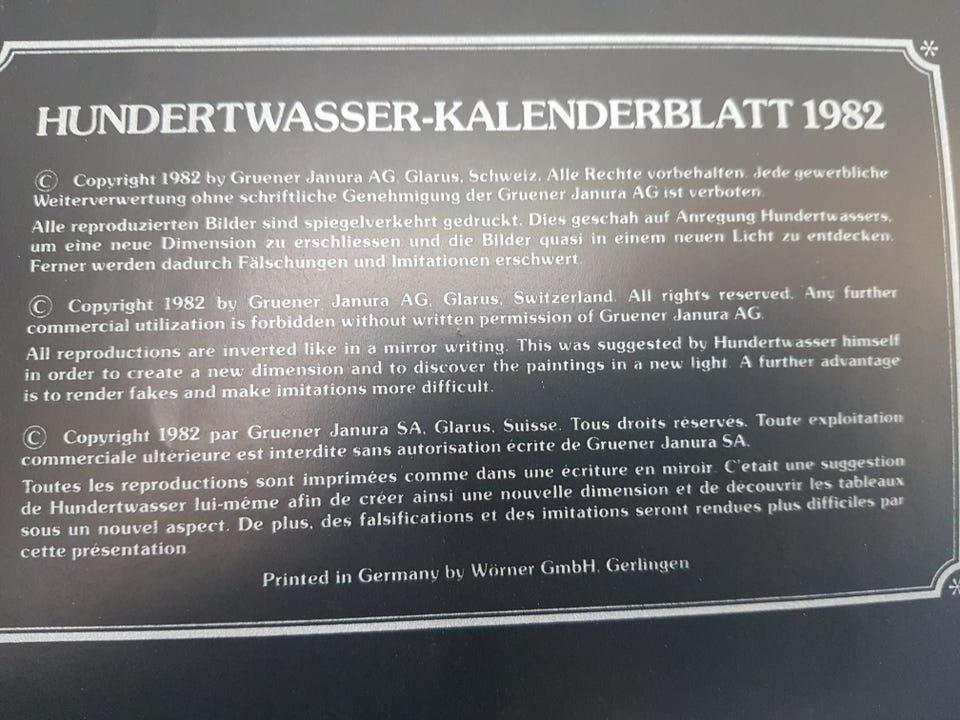 HUNDERTWASSER-KALENDERBLATT 1982
© Copyright 1982 by Gruener Janura AG, Glarus, Schweiz. Alle Rechte vorbehalten. Jede gewerbliche
Weiterverwertung ohne schriftliche Genehmigung der Gruener Janura AG ist verboten.
Alle reproduzierten Bilder sind spiegelverkehrt gedruckt. Dies geschah auf Anregung Hundertwassers,
um eine neue Dimension zu erschliessen und die Bilder quasi in einem neuen Licht zu entdecken.
Ferner werden dadurch Fälschungen und Imitationen erschwert.
© Copyright 1982 by Gruener Janura AG, Glarus, Switzerland. All rights reserved. Any further
commercial utilization is forbidden without written permission of Gruener Janura AG.
All reproductions are inverted like in a mirror writing. This was suggested by Hundertwasser himself
in order to create a new dimension and to discover the paintings in a new light. A further advantage
is to render fakes and make imitations more difficult.
© Copyright 1982 par Gruener Janura SA, Glarus, Suisse. Tous droits réservés. Toute exploitation
commerciale ultérieure est interdite sans autorisation écrite de Gruener Janura SA.
Toutes les reproductions sont imprimées comme dans une écriture en miroir. C'etait une suggestion
de Hundertwasser lui-même afin de créer ainsi une nouvelle dimension et de découvrir les tableaux
sous un nouvel aspect. De plus, des falsifications et des imitations seront rendues plus difficiles par
cette présentation.
Printed in Germany by Wörner GmbH, Gerlingen